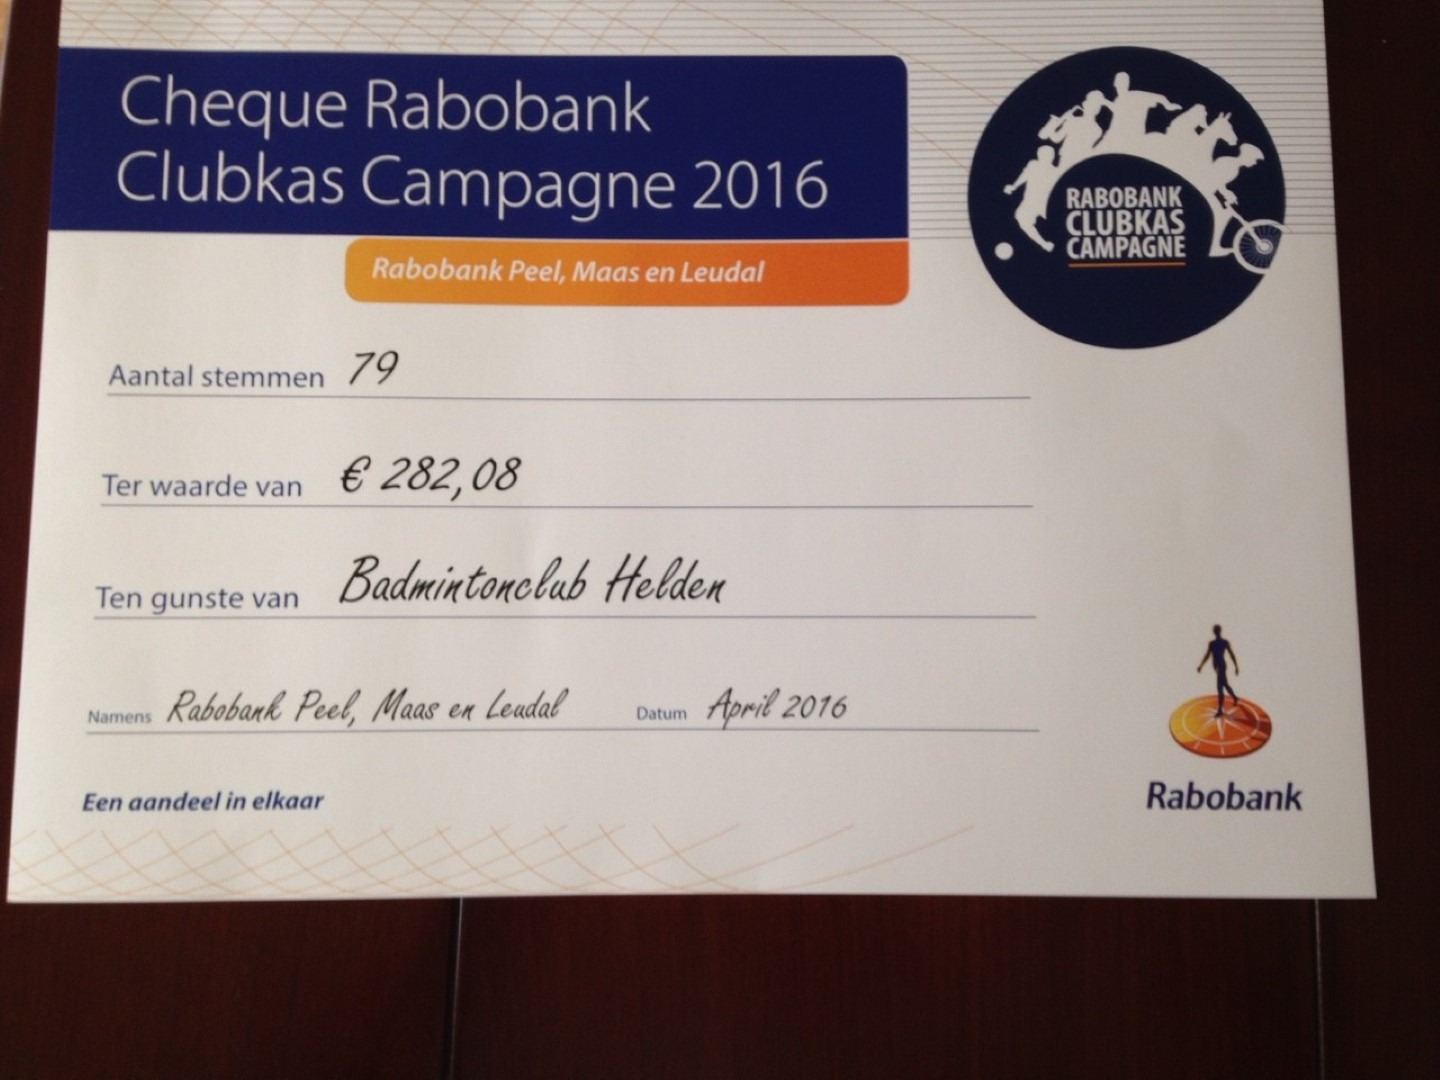 Cheque Rabobank
Clubkas Campagne 2016
Rabobank Peel, Maas en Leudal
RABOBANK
CLUBKAS
CAMPAGNE
Aantal stemmen 79
Ter waarde van € 282,08
Ten gunste van Badmintonclub Helden
Namens Rabobank Peel, Maas en Leudal Datum April 2016
Een aandeel in elkaar
Rabobank